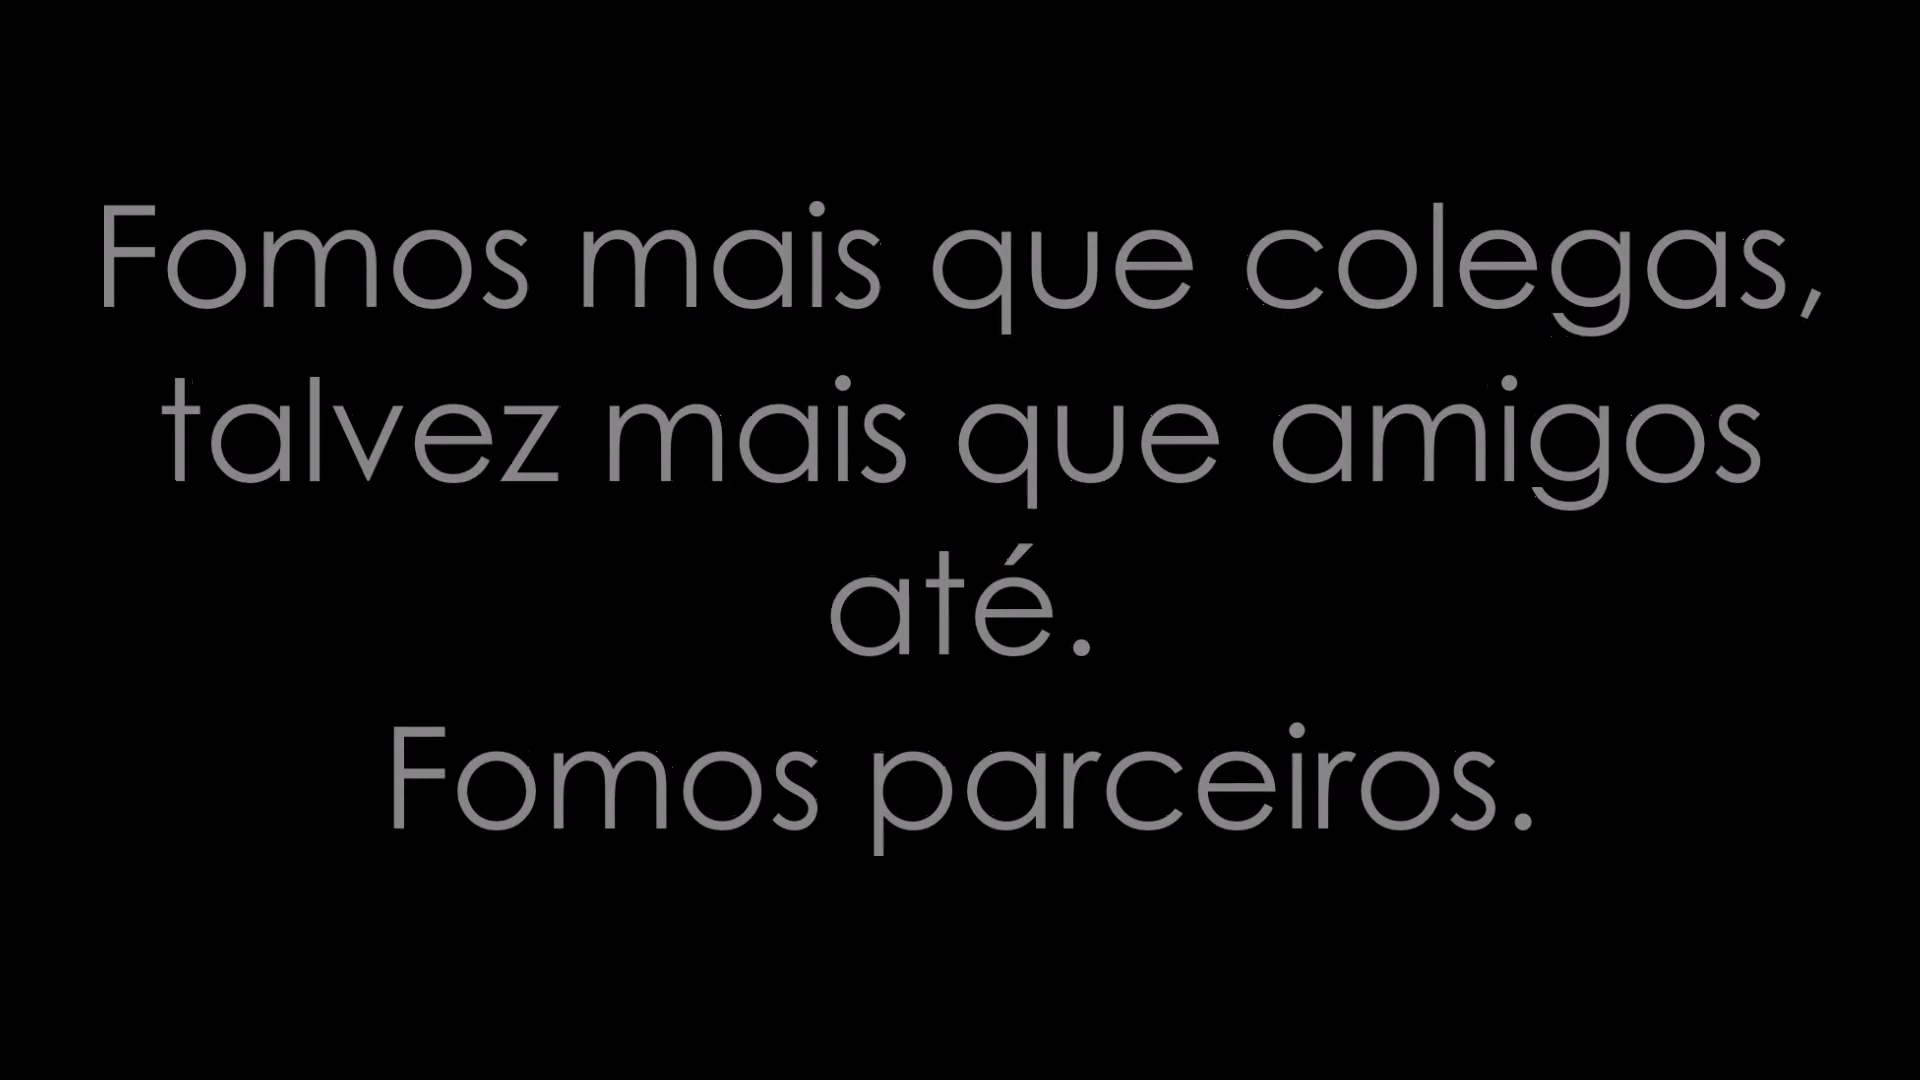 Fomos mais que colegas,
talvez mais que amigos
até.
Fomos parceiros.